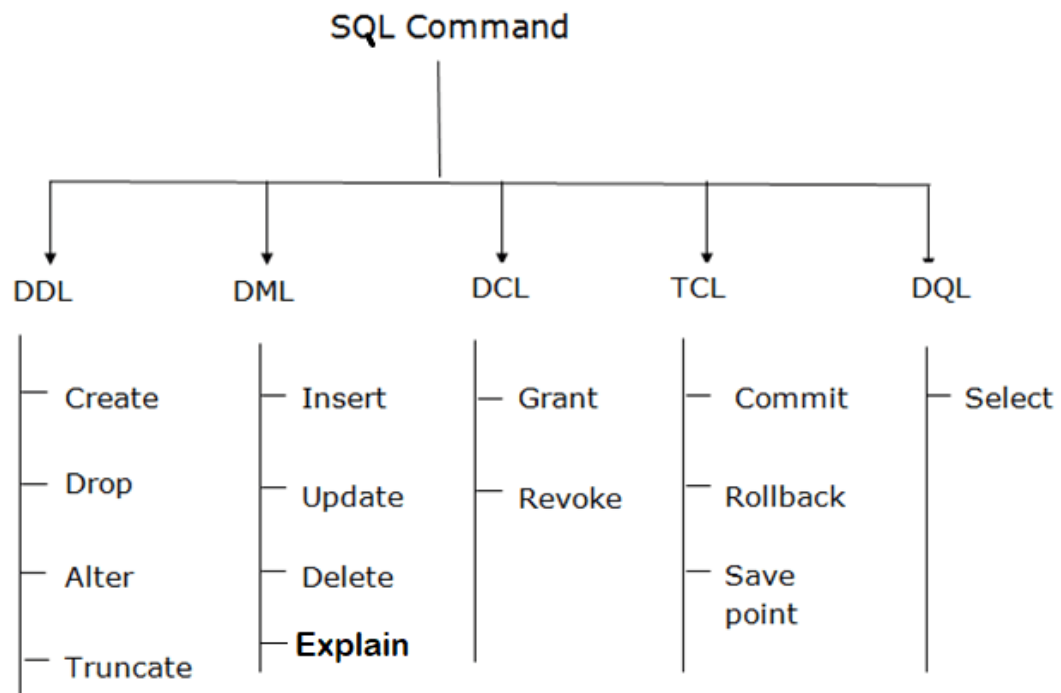 SQL Command
DDL
DML
DCL
TCL
DQL
Create
Insert
Grant
Commit
Select
Drop
Update
Revoke
Rollback
Alter
Delete
Save
point
Explain
Truncate